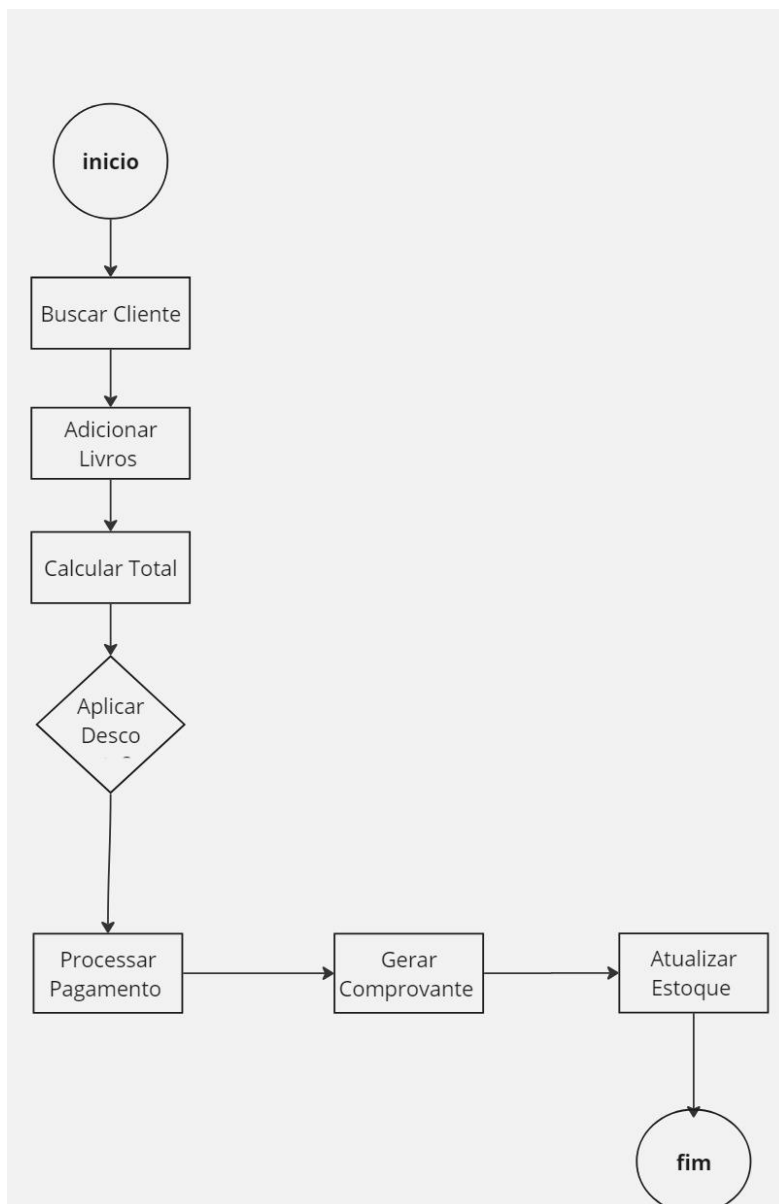 inicio
Buscar Cliente
Adicionar
Livros
Calcular Total
Aplicar
Desco
Processar
Pagamento
Gerar
Comprovante
Atualizar
Estoque
fim